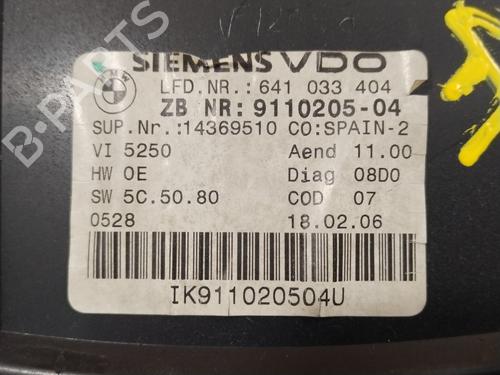 SIEMENS VDO
LFD.NR.:641 033 404
ZB NR: 9110205-04
SUP.Nr.:14369510 CO:SPAIN-2
VI 5250 Aend 11.00
HW 0E Diag 08D0
SW 5C.50.80 COD 07
0528 18.02.06
IK911020504U
BMW
B-PARTS